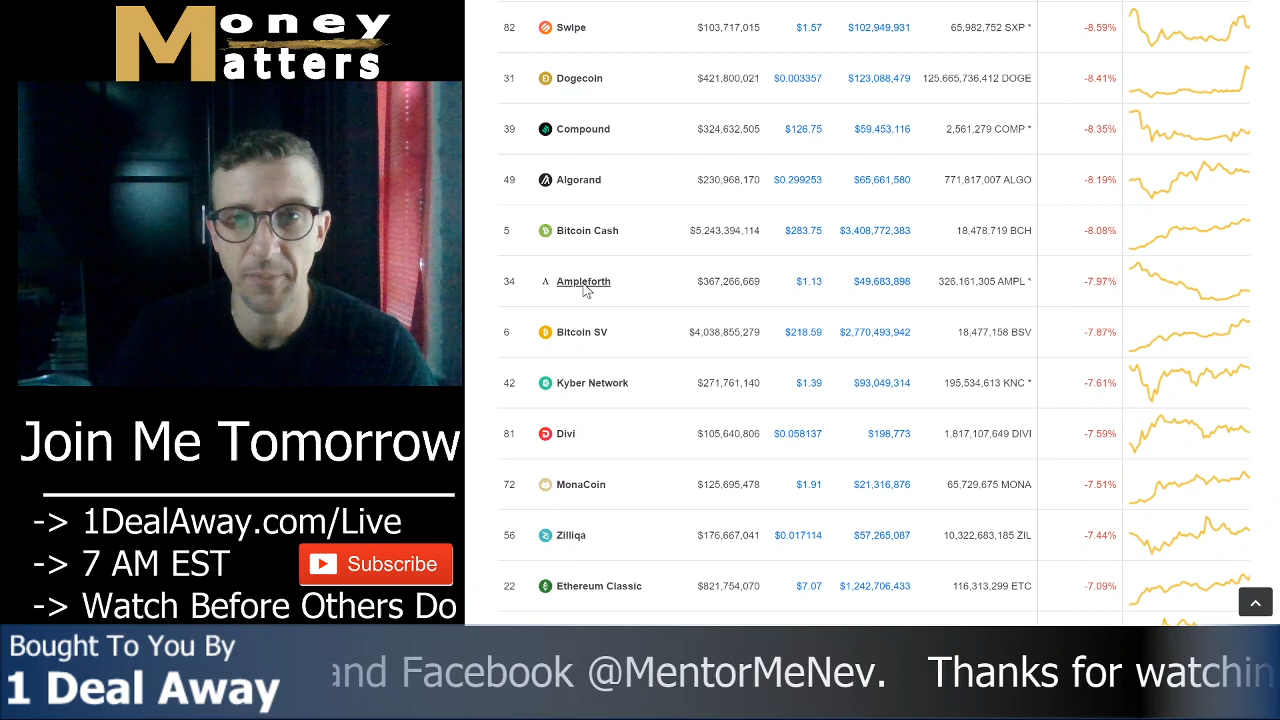 Money
Matters
Join Me Tomorrow
-> 1DealAway.com/Live
-> 7 AM EST
Subscribe
-> Watch Before Others Do
82 Swipe $103,171,615 $1.57 $102,949,931 65,582,752 SXP * -8.59%
31 Dogecoin $421,800,021 $0.003357 $123,088,479 125,665,736,412 DOGE -8.41%
39 Compound $324,632,505 $126.75 $59,453,116 2,561,279 COMP * -8.35%
49 Algorand $230,968,170 $0.299253 $65,661,580 771,817,007 ALGO -8.19%
5 Bitcoin Cash $5,243,394,114 $283.75 $3,408,772,383 18,478,719 BCH -8.08%
34 Ampleforth $367,266,669 $1.13 $49,683,898 326,161,305 AMPL * -7.97%
6 Bitcoin SV $4,038,855,279 $218.59 $2,770,493,942 18,477,158 BSV -7.87%
42 Kyber Network $271,761,140 $1.39 $93,049,314 195,534,613 KNC * -7.61%
81 Divi $105,640,806 $0.058137 $198,773 1,817,107,649 DIVI -7.59%
72 MonaCoin $125,695,478 $1.91 $21,316,876 65,729,675 MONA -7.51%
56 Zilliqa $176,667,041 $0.017114 $57,265,087 10,322,683,185 ZIL -7.44%
22 Ethereum Classic $821,754,070 $7.07 $1,242,706,433 116,313,299 ETC -7.09%
Bought To You By
1 Deal Away
and Facebook @MentorMeNev. Thanks for watchin